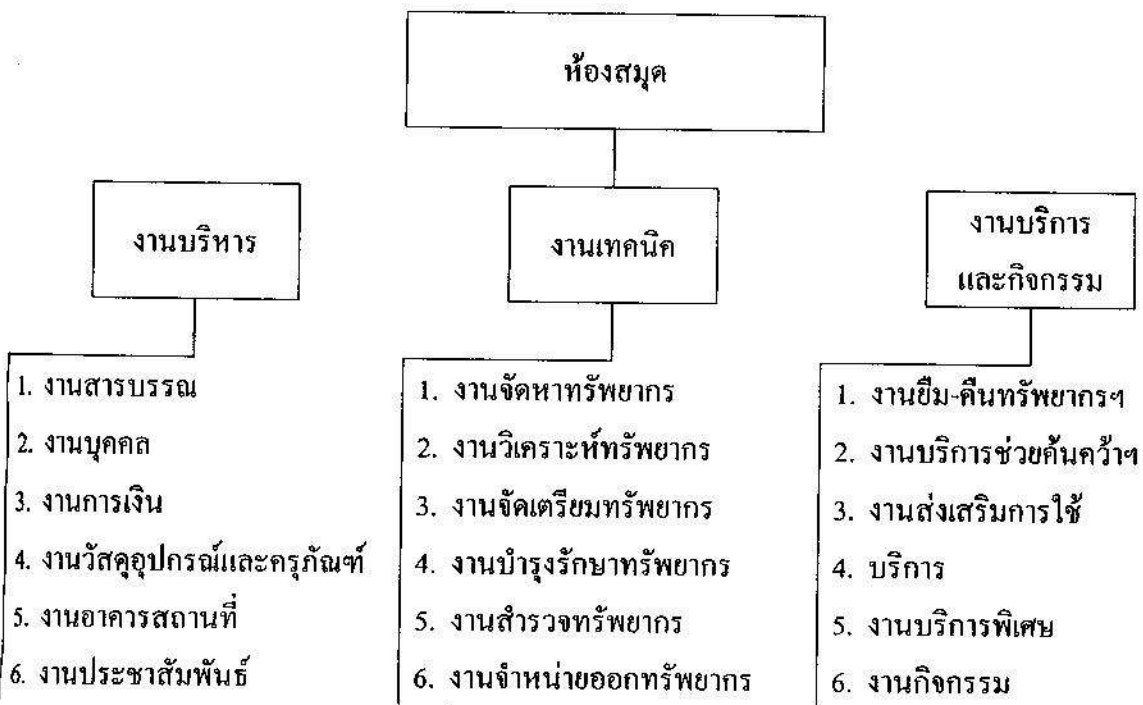 ห้องสมุด
งานบริหาร
1. งานสารบรรณ
2. งานบุคคล
3. งานการเงิน
4. งานวัสดุอุปกรณ์และครุภัณฑ์
5. งานอาคารสถานที่
6. งานประชาสัมพันธ์
งานเทคนิค
1. งานจัดหาทรัพยากร
2. งานวิเคราะห์ทรัพยากร
3. งานจัดเตรียมทรัพยากร
4. งานบำรุงรักษาทรัพยากร
5. งานสำรวจทรัพยากร
6. งานจำหน่ายออกทรัพยากร
งานบริการ
และกิจกรรม
1. งานยืม-คืนทรัพยากรฯ
2. งานบริการช่วยค้นคว้าฯ
3. งานส่งเสริมการใช้
4. บริการ
5. งานบริการพิเศษ
6. งานกิจกรรม